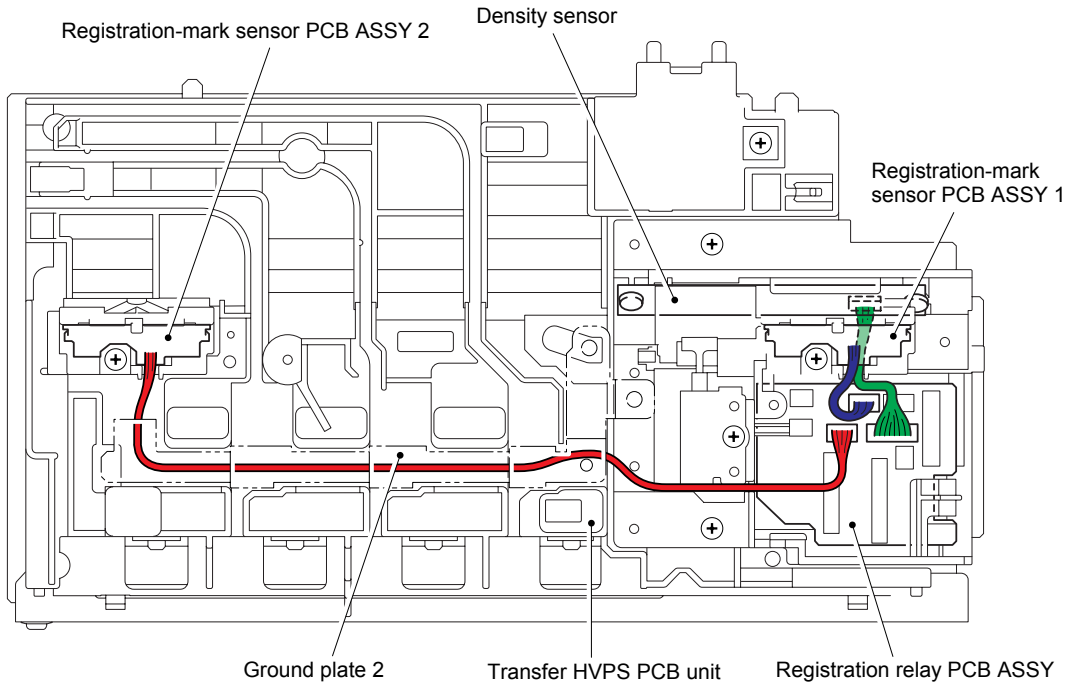 Density sensor
Registration-mark sensor PCB ASSY 2
Registration-mark
sensor PCB ASSY 1
Ground plate 2
Transfer HVPS PCB unit
Registration relay PCB ASSY